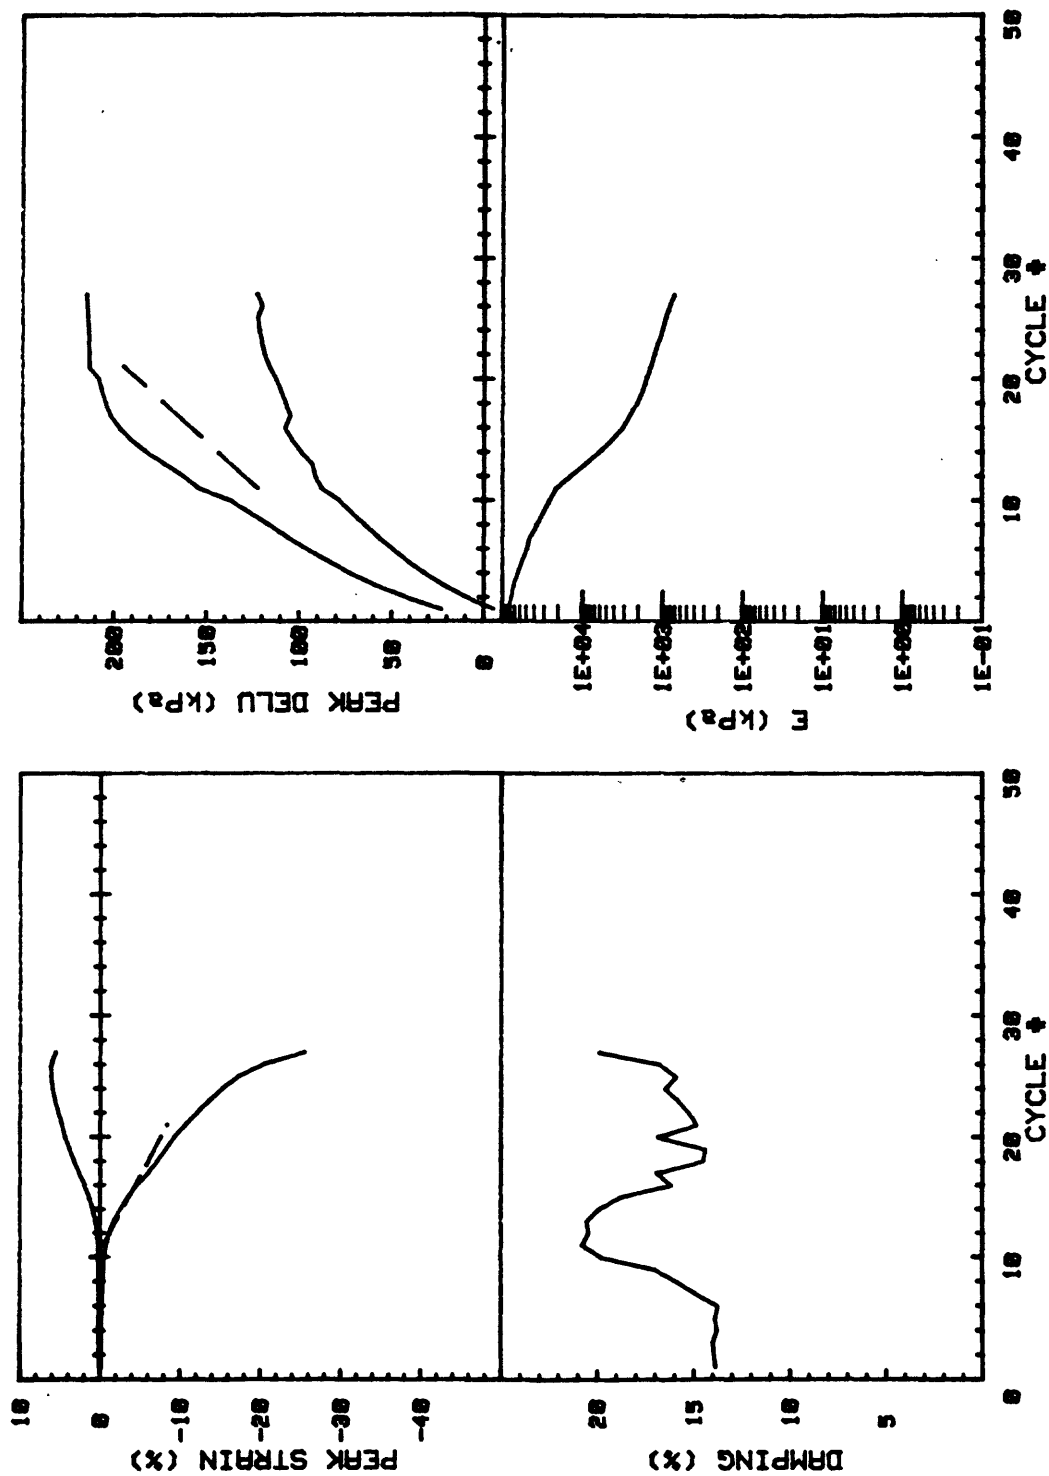 200
150
100
50
0
PEAK DELU (kPa)
1E+04
1E+03
1E+02
1E+01
1E+00
1E-01
E (kPa)
10
20
30
40
50
CYCLE #
10
0
-10
-20
-30
-40
PEAK STRAIN (%)
20
15
10
5
DAMPING (%)
0
10
20
30
40
50
CYCLE #